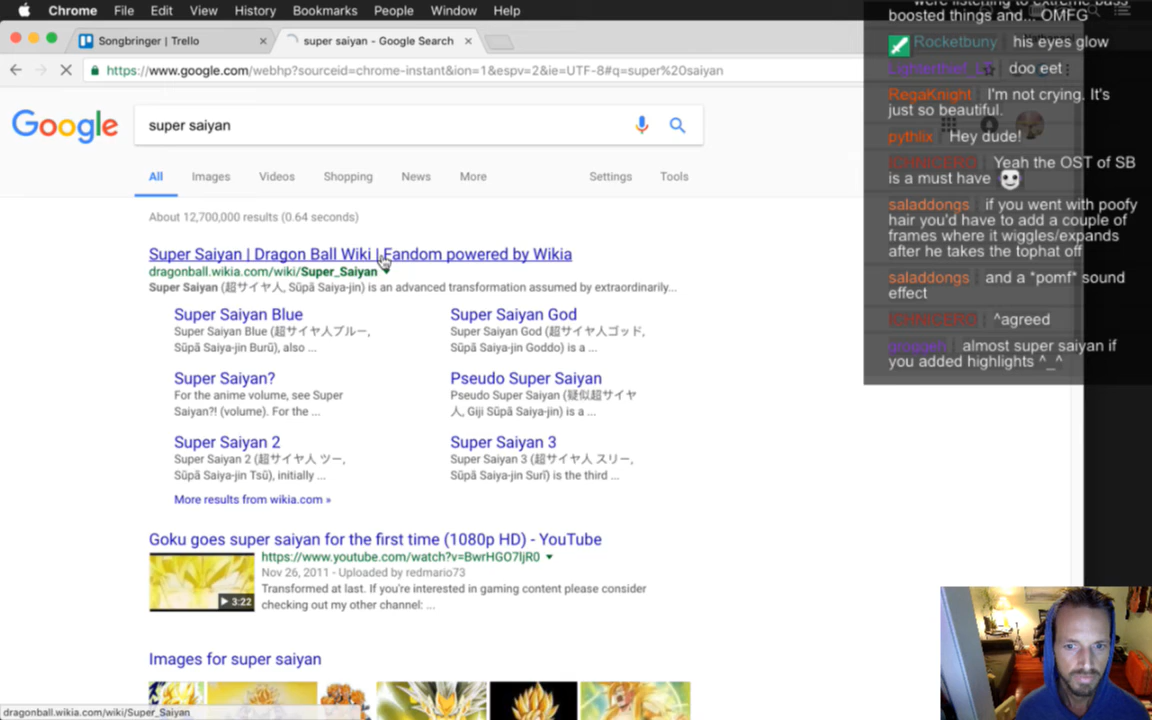 Chrome File Edit View History Bookmarks People Window Help
Songbringer | Trello
super saiyan - Google Search
https://www.google.com/webhp?sourceid=chrome-instant&ion=1&espv=2&ie=UTF-8#q=super%20saiyan
Google
super saiyan
All Images Videos Shopping News More Settings Tools
About 12,700,000 results (0.64 seconds)
Super Saiyan | Dragon Ball Wiki | Fandom powered by Wikia
dragonball.wikia.com/wiki/Super_Saiyan
Super Saiyan (超サイヤ人, Sūpā Saiya-jin) is an advanced transformation assumed by extraordinarily...
Super Saiyan Blue
Super Saiyan Blue (超サイヤ人ブルー,
Sūpā Saiya-jin Burū), also ...
Super Saiyan God
Super Saiyan God (超サイヤ人ゴッド,
Sūpā Saiya-jin Goddo) is a ...
Super Saiyan?
For the anime volume, see Super
Saiyan?! (volume). For the ...
Pseudo Super Saiyan
Pseudo Super Saiyan (疑似超サイヤ
人, Giji Sūpā Saiya-jin) is a ...
Super Saiyan 2
Super Saiyan 2 (超サイヤ人 ツー,
Sūpā Saiya-jin Tsū), initially ...
Super Saiyan 3
Super Saiyan 3 (超サイヤ人 スリー,
Sūpā Saiya-jin Surī) is the third ...
More results from wikia.com »
Goku goes super saiyan for the first time (1080p HD) - YouTube
https://www.youtube.com/watch?v=BwrHGO7ljR0
3:22
Nov 26, 2011 - Uploaded by redmario73
Transformed at last. If you're interested in gaming content please consider
checking out my other channel: ...
Images for super saiyan
dragonball.wikia.com/wiki/Super_Saiyan
were listening to extreme bass
boosted things and... OMFG
Rocketbuny his eyes glow
doo eet
RegaKnight I'm not crying. It's
just so beautiful.
pythlix Hey dude!
Yeah the OST of SB
is a must have
saladdongs if you went with poofy
hair you'd have to add a couple of
frames where it wiggles/expands
after he takes the tophat off
saladdongs and a *pomf* sound
effect
^agreed
almost super saiyan if
you added highlights ^_^